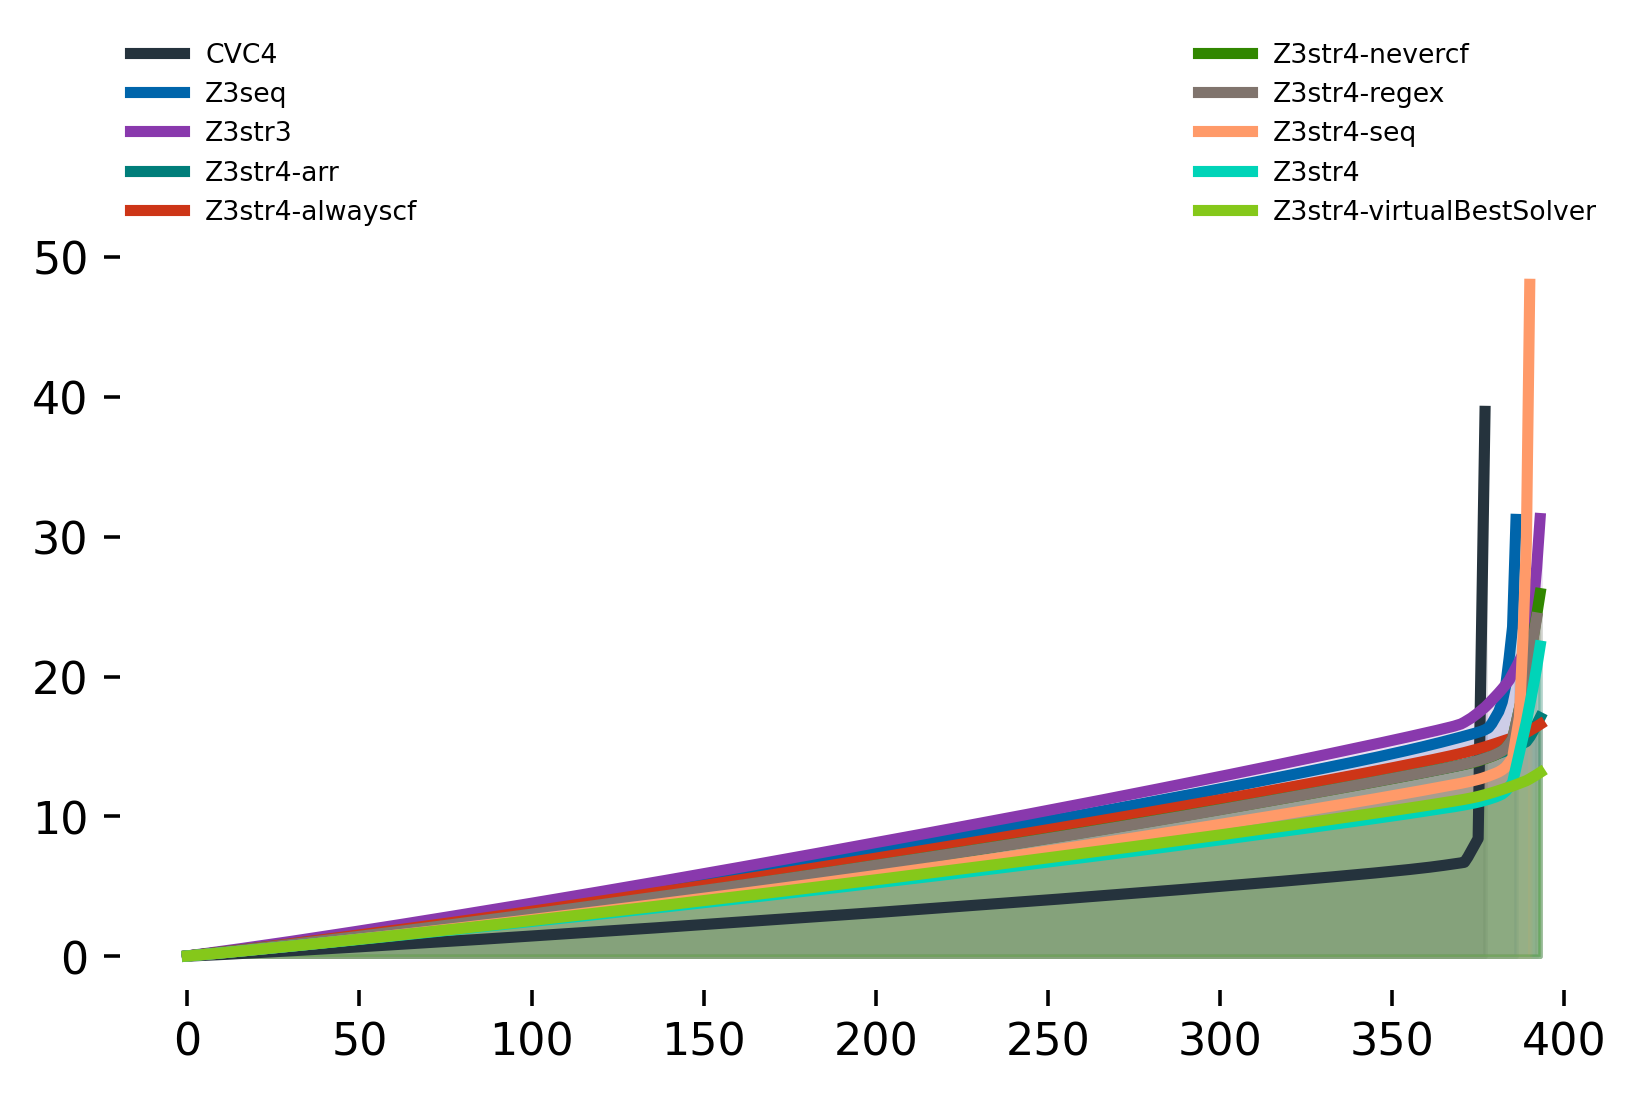 CVC4
Z3seq
Z3str3
Z3str4-arr
Z3str4-alwayscf
Z3str4-nevercf
Z3str4-regex
Z3str4-seq
Z3str4
Z3str4-virtualBestSolver
50
40
30
20
10
0
0 50 100 150 200 250 300 350 400